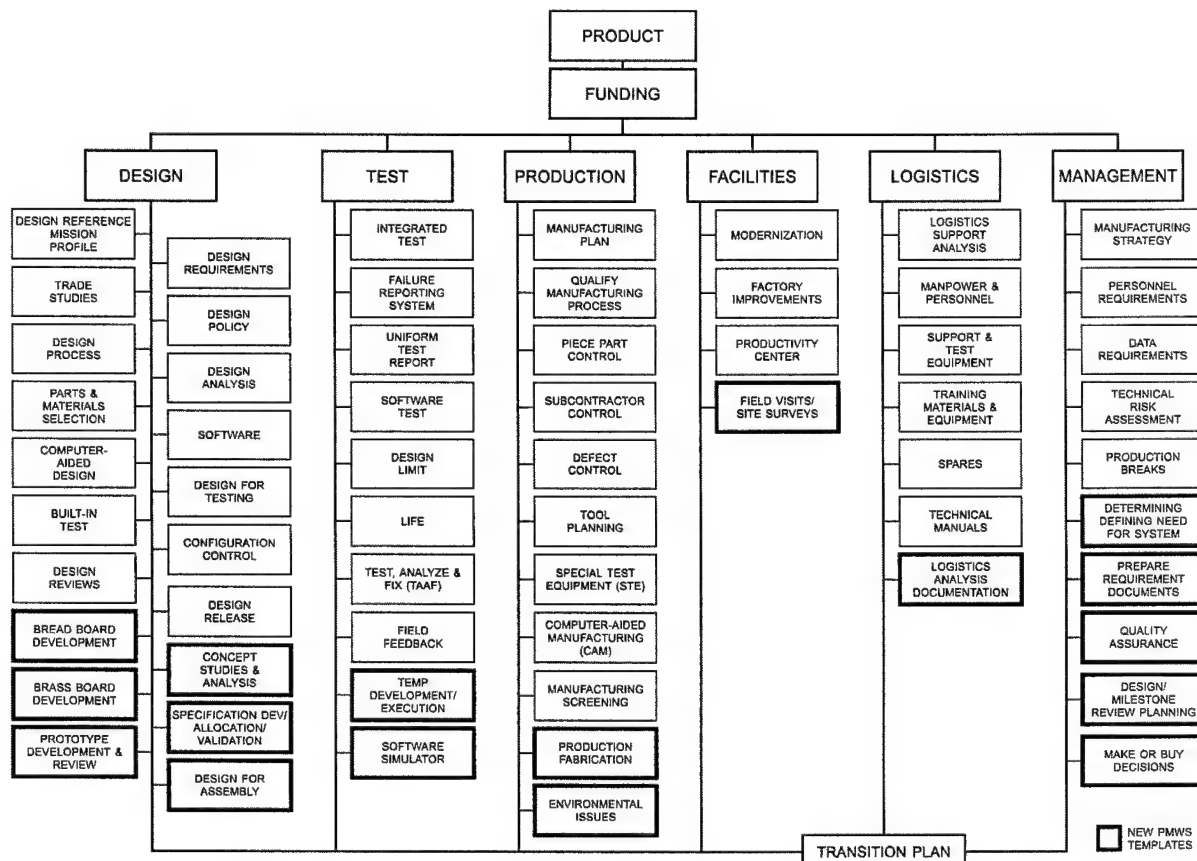 PRODUCT
FUNDING
DESIGN
TEST
PRODUCTION
FACILITIES
LOGISTICS
MANAGEMENT
DESIGN REFERENCE
MISSION
PROFILE
TRADE
STUDIES
DESIGN
PROCESS
PARTS &
MATERIALS
SELECTION
COMPUTER-
AIDED
DESIGN
BUILT-IN
TEST
DESIGN
REVIEWS
BREAD BOARD
DEVELOPMENT
BRASS BOARD
DEVELOPMENT
PROTOTYPE
DEVELOPMENT &
REVIEW
DESIGN
REQUIREMENTS
DESIGN
POLICY
DESIGN
ANALYSIS
SOFTWARE
DESIGN FOR
TESTING
CONFIGURATION
CONTROL
DESIGN
RELEASE
CONCEPT
STUDIES &
ANALYSIS
SPECIFICATION DEV/
ALLOCATION/
VALIDATION
DESIGN FOR
ASSEMBLY
INTEGRATED
TEST
FAILURE
REPORTING
SYSTEM
UNIFORM
TEST
REPORT
SOFTWARE
TEST
DESIGN
LIMIT
LIFE
TEST, ANALYZE &
FIX (TAAF)
FIELD
FEEDBACK
TEMP
DEVELOPMENT/
EXECUTION
SOFTWARE
SIMULATOR
MANUFACTURING
PLAN
QUALIFY
MANUFACTURING
PROCESS
PIECE PART
CONTROL
SUBCONTRACTOR
CONTROL
DEFECT
CONTROL
TOOL
PLANNING
SPECIAL TEST
EQUIPMENT (STE)
COMPUTER-AIDED
MANUFACTURING
(CAM)
MANUFACTURING
SCREENING
PRODUCTION
FABRICATION
ENVIRONMENTAL
ISSUES
MODERNIZATION
FACTORY
IMPROVEMENTS
PRODUCTIVITY
CENTER
FIELD VISITS/
SITE SURVEYS
LOGISTICS
SUPPORT
ANALYSIS
MANPOWER &
PERSONNEL
SUPPORT &
TEST
EQUIPMENT
TRAINING
MATERIALS &
EQUIPMENT
SPARES
TECHNICAL
MANUALS
LOGISTICS
ANALYSIS
DOCUMENTATION
MANUFACTURING
STRATEGY
PERSONNEL
REQUIREMENTS
DATA
REQUIREMENTS
TECHNICAL
RISK
ASSESSMENT
PRODUCTION
BREAKS
DETERMINING
DEFINING NEED
FOR SYSTEM
PREPARE
REQUIREMENT
DOCUMENTS
QUALITY
ASSURANCE
DESIGN/
MILESTONE
REVIEW PLANNING
MAKE OR BUY
DECISIONS
TRANSITION PLAN
NEW PMWS
TEMPLATES